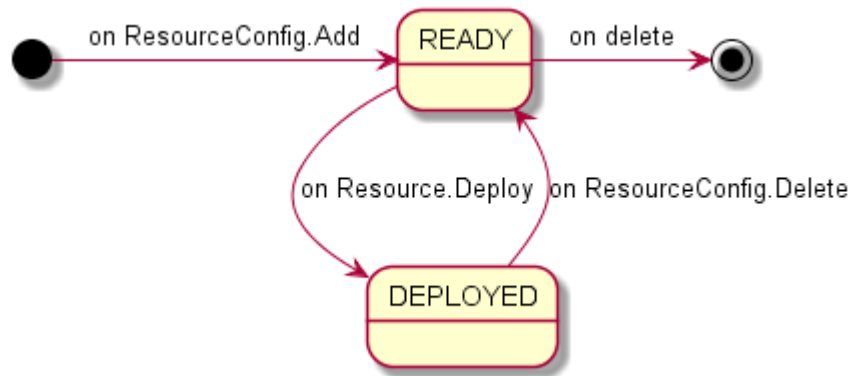 on ResourceConfig.Add
READY
on delete
on Resource.Deploy
on ResourceConfig.Delete
DEPLOYED